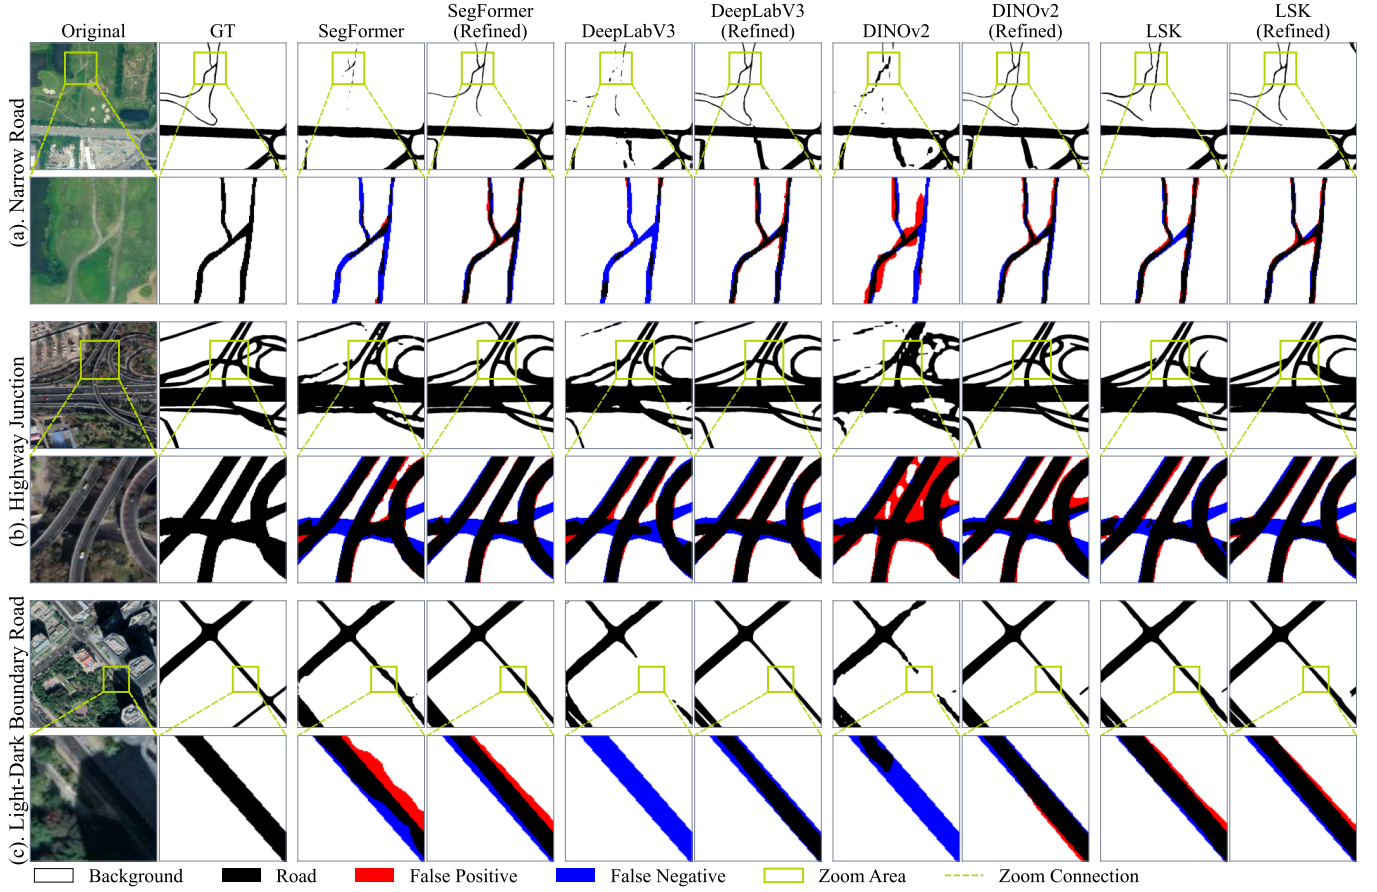 Original
GT
SegFormer
SegFormer
(Refined)
DeepLabV3
DeepLabV3
(Refined)
DINOv2
DINOv2
(Refined)
LSK
LSK
(Refined)
(a). Narrow Road
(b). Highway Junction
(c). Light-Dark Boundary Road
Background
Road
False Positive
False Negative
Zoom Area
Zoom Connection